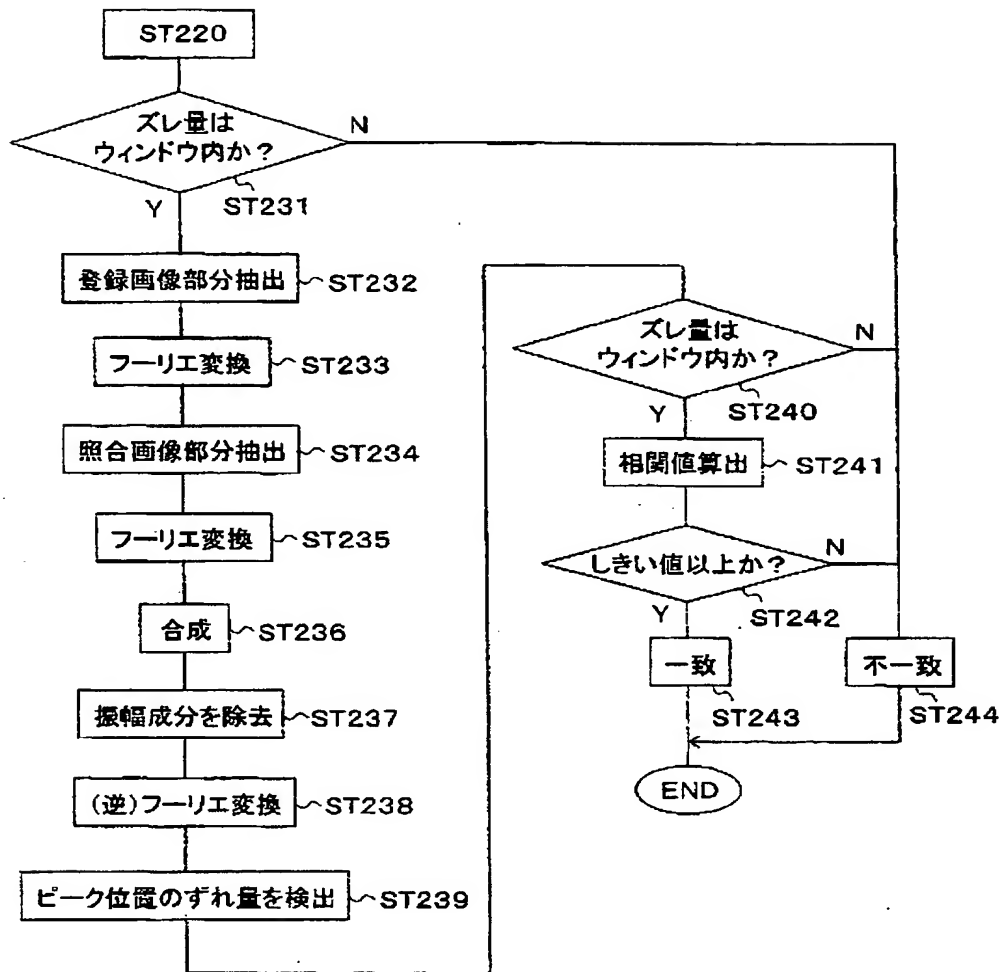 ST220
ズレ量は
ウィンドウ内か?
N
Y
ST231
登録画像部分抽出
ST232
フーリエ変換
ST233
照合画像部分抽出
ST234
フーリエ変換
ST235
合成
ST236
振幅成分を除去
ST237
(逆)フーリエ変換
ST238
ピーク位置のずれ量を検出
ST239
ズレ量は
ウィンドウ内か?
N
Y
ST240
相関値算出
ST241
しきい値以上か?
N
Y
ST242
一致
ST243
不一致
ST244
END